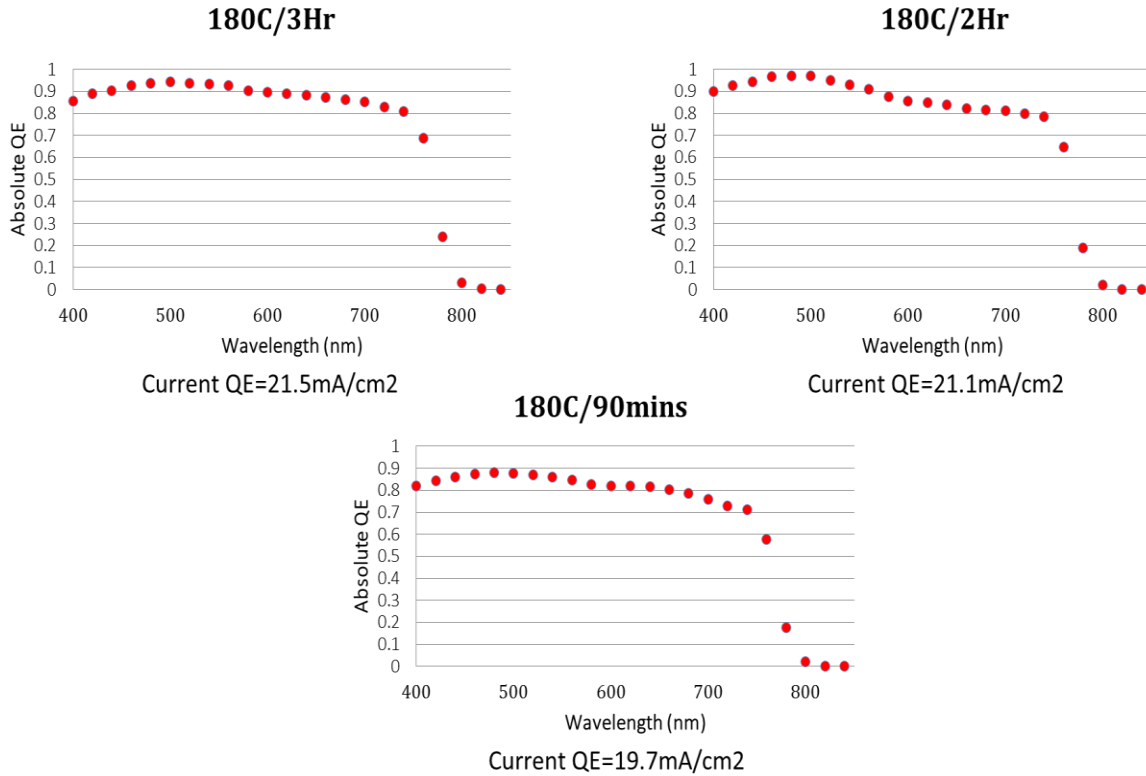 180C/3Hr
1
0.9
0.8
0.7
0.6
0.5
0.4
0.3
0.2
0.1
0
Absolute QE
400 500 600 700 800
Wavelength (nm)
Current QE=21.5mA/cm2
180C/2Hr
1
0.9
0.8
0.7
0.6
0.5
0.4
0.3
0.2
0.1
0
Absolute QE
400 500 600 700 800
Wavelength (nm)
Current QE=21.1mA/cm2
180C/90mins
1
0.9
0.8
0.7
0.6
0.5
0.4
0.3
0.2
0.1
0
Absolute QE
400 500 600 700 800
Wavelength (nm)
Current QE=19.7mA/cm2